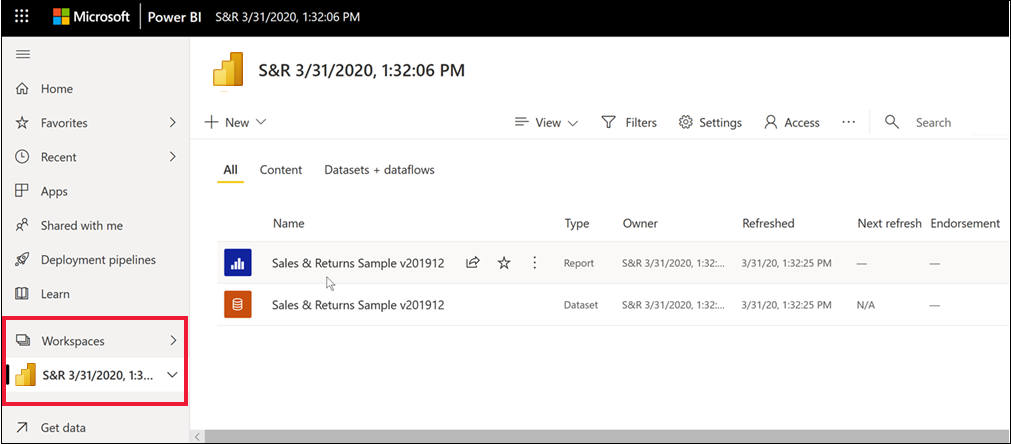 Microsoft Power BI S&R 3/31/2020, 1:32:06 PM
Home
Favorites
Recent
Apps
Shared with me
Deployment pipelines
Learn
Workspaces
S&R 3/31/2020, 1:3...
Get data
S&R 3/31/2020, 1:32:06 PM
New View Filters Settings Access ... Search
All Content Datasets + dataflows
Name Type Owner Refreshed Next refresh Endorsement
Sales & Returns Sample v201912 Report S&R 3/31/2020, 1:32:... 3/31/20, 1:32:25 PM — —
Sales & Returns Sample v201912 Dataset S&R 3/31/2020, 1:32:... 3/31/20, 1:32:25 PM N/A —